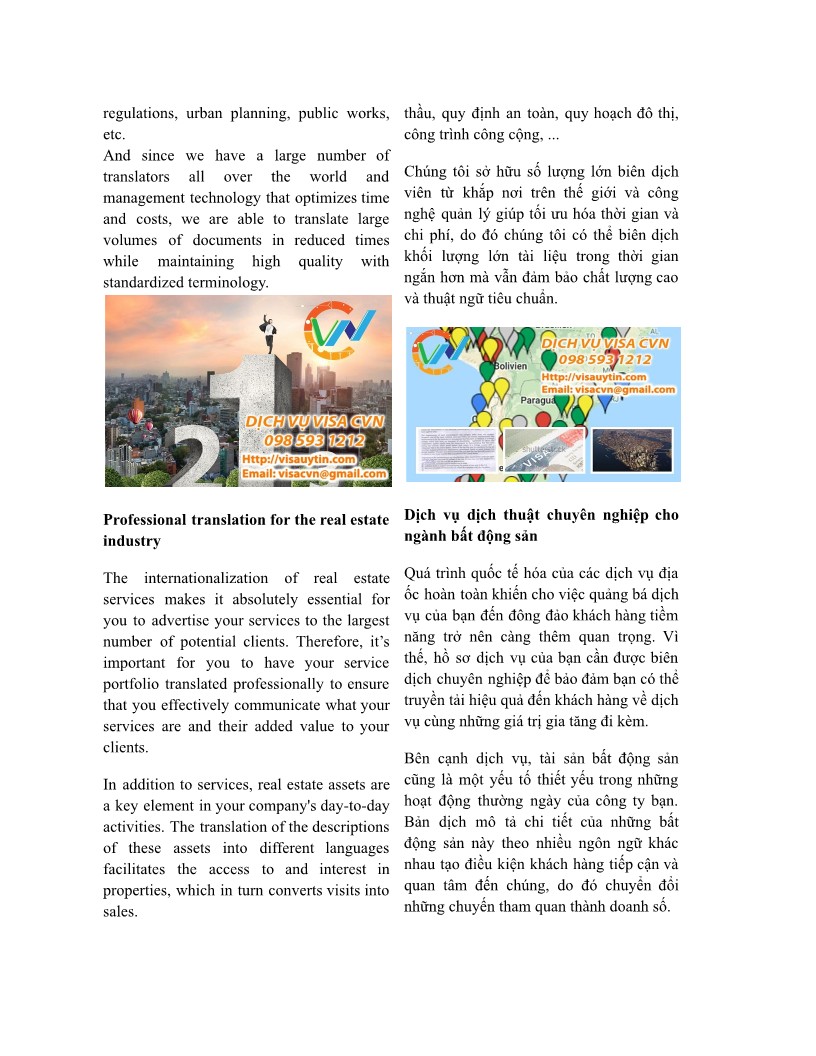 regulations, urban planning, public works,
etc.
And since we have a large number of
translators all over the world and
management technology that optimizes time
and costs, we are able to translate large
volumes of documents in reduced times
while maintaining high quality with
standardized terminology.
VN
1
2
DỊCH VỤ VISA CVN
098 593 1212
Http://visauytin.com
Email: visacvn@gmail.com
Professional translation for the real estate
industry
The internationalization of real estate
services makes it absolutely essential for
you to advertise your services to the largest
number of potential clients. Therefore, it’s
important for you to have your service
portfolio translated professionally to ensure
that you effectively communicate what your
services are and their added value to your
clients.
In addition to services, real estate assets are
a key element in your company's day-to-day
activities. The translation of the descriptions
of these assets into different languages
facilitates the access to and interest in
properties, which in turn converts visits into
sales.
thầu, quy định an toàn, quy hoạch đô thị,
công trình công cộng, ...
Chúng tôi sở hữu số lượng lớn biên dịch
viên từ khắp nơi trên thế giới và công
nghệ quản lý giúp tối ưu hóa thời gian và
chi phí, do đó chúng tôi có thể biên dịch
khối lượng lớn tài liệu trong thời gian
ngắn hơn mà vẫn đảm bảo chất lượng cao
và thuật ngữ tiêu chuẩn.
VN
DỊCH VỤ VISA CVN
098 593 1212
Http://visauytin.com
Email: visacvn@gmail.com
Bolivien
Paragua
shutterstock
VISA
Dịch vụ dịch thuật chuyên nghiệp cho
ngành bất động sản
Quá trình quốc tế hóa của các dịch vụ địa
ốc hoàn toàn khiến cho việc quảng bá dịch
vụ của bạn đến đông đảo khách hàng tiềm
năng trở nên càng thêm quan trọng. Vì
thế, hồ sơ dịch vụ của bạn cần được biên
dịch chuyên nghiệp để bảo đảm bạn có thể
truyền tải hiệu quả đến khách hàng về dịch
vụ cùng những giá trị gia tăng đi kèm.
Bên cạnh dịch vụ, tài sản bất động sản
cũng là một yếu tố thiết yếu trong những
hoạt động thường ngày của công ty bạn.
Bản dịch mô tả chi tiết của những bất
động sản này theo nhiều ngôn ngữ khác
nhau tạo điều kiện khách hàng tiếp cận và
quan tâm đến chúng, do đó chuyển đổi
những chuyến tham quan thành doanh số.